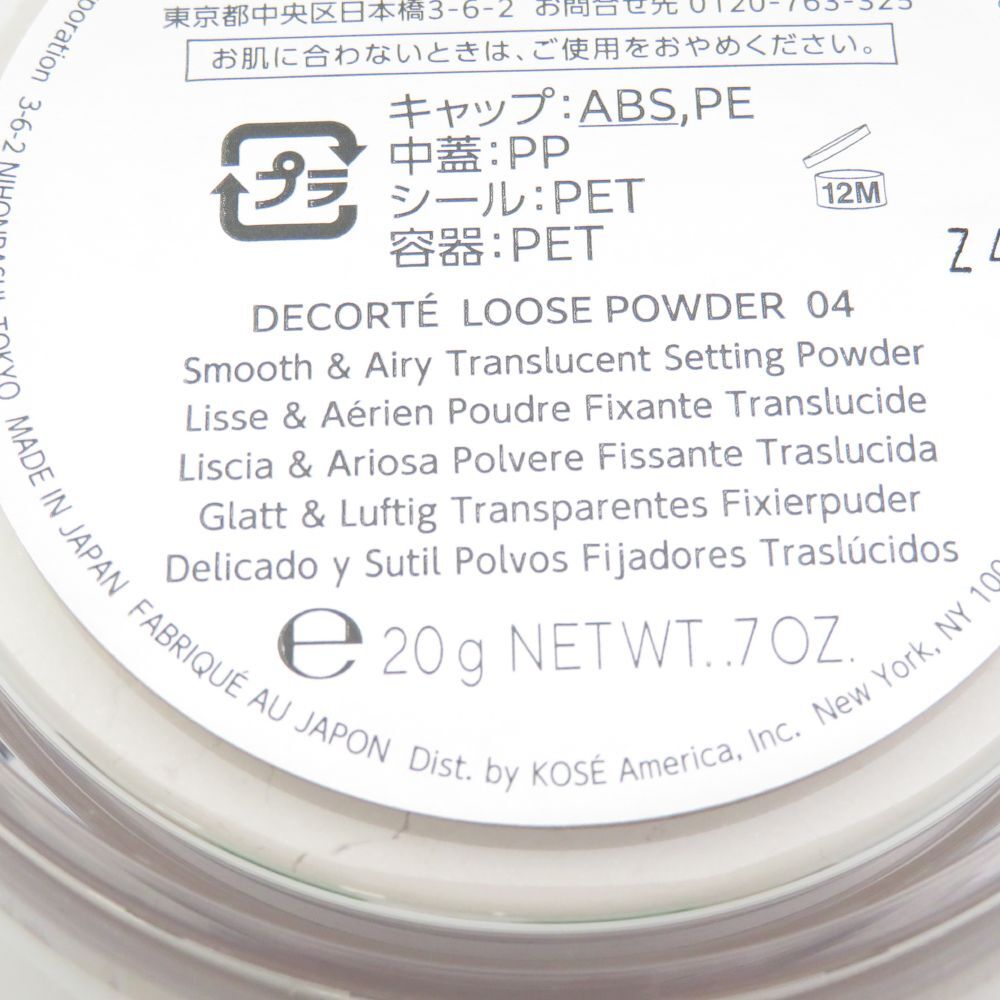 東京都中央区日本橋3-6-2 お問合せ先 0120-763-325
お肌に合わないときは、ご使用をおやめください。
プラ
キャップ:ABS,PE
中蓋:PP
シール:PET
容器:PET
12M
DECORTÉ LOOSE POWDER 04
Smooth & Airy Translucent Setting Powder
Lisse & Aérien Poudre Fixante Translucide
Liscia & Ariosa Polvere Fissante Traslucida
Glatt & Luftig Transparentes Fixierpuder
Delicado y Sutil Polvos Fijadores Traslúcidos
℮ 20g NETWT..7OZ.
3-6-2 NIHONBASHI, TOKYO MADE IN JAPAN FABRIQUÉ AU JAPON Dist. by KOSÉ America, Inc. New York, NY